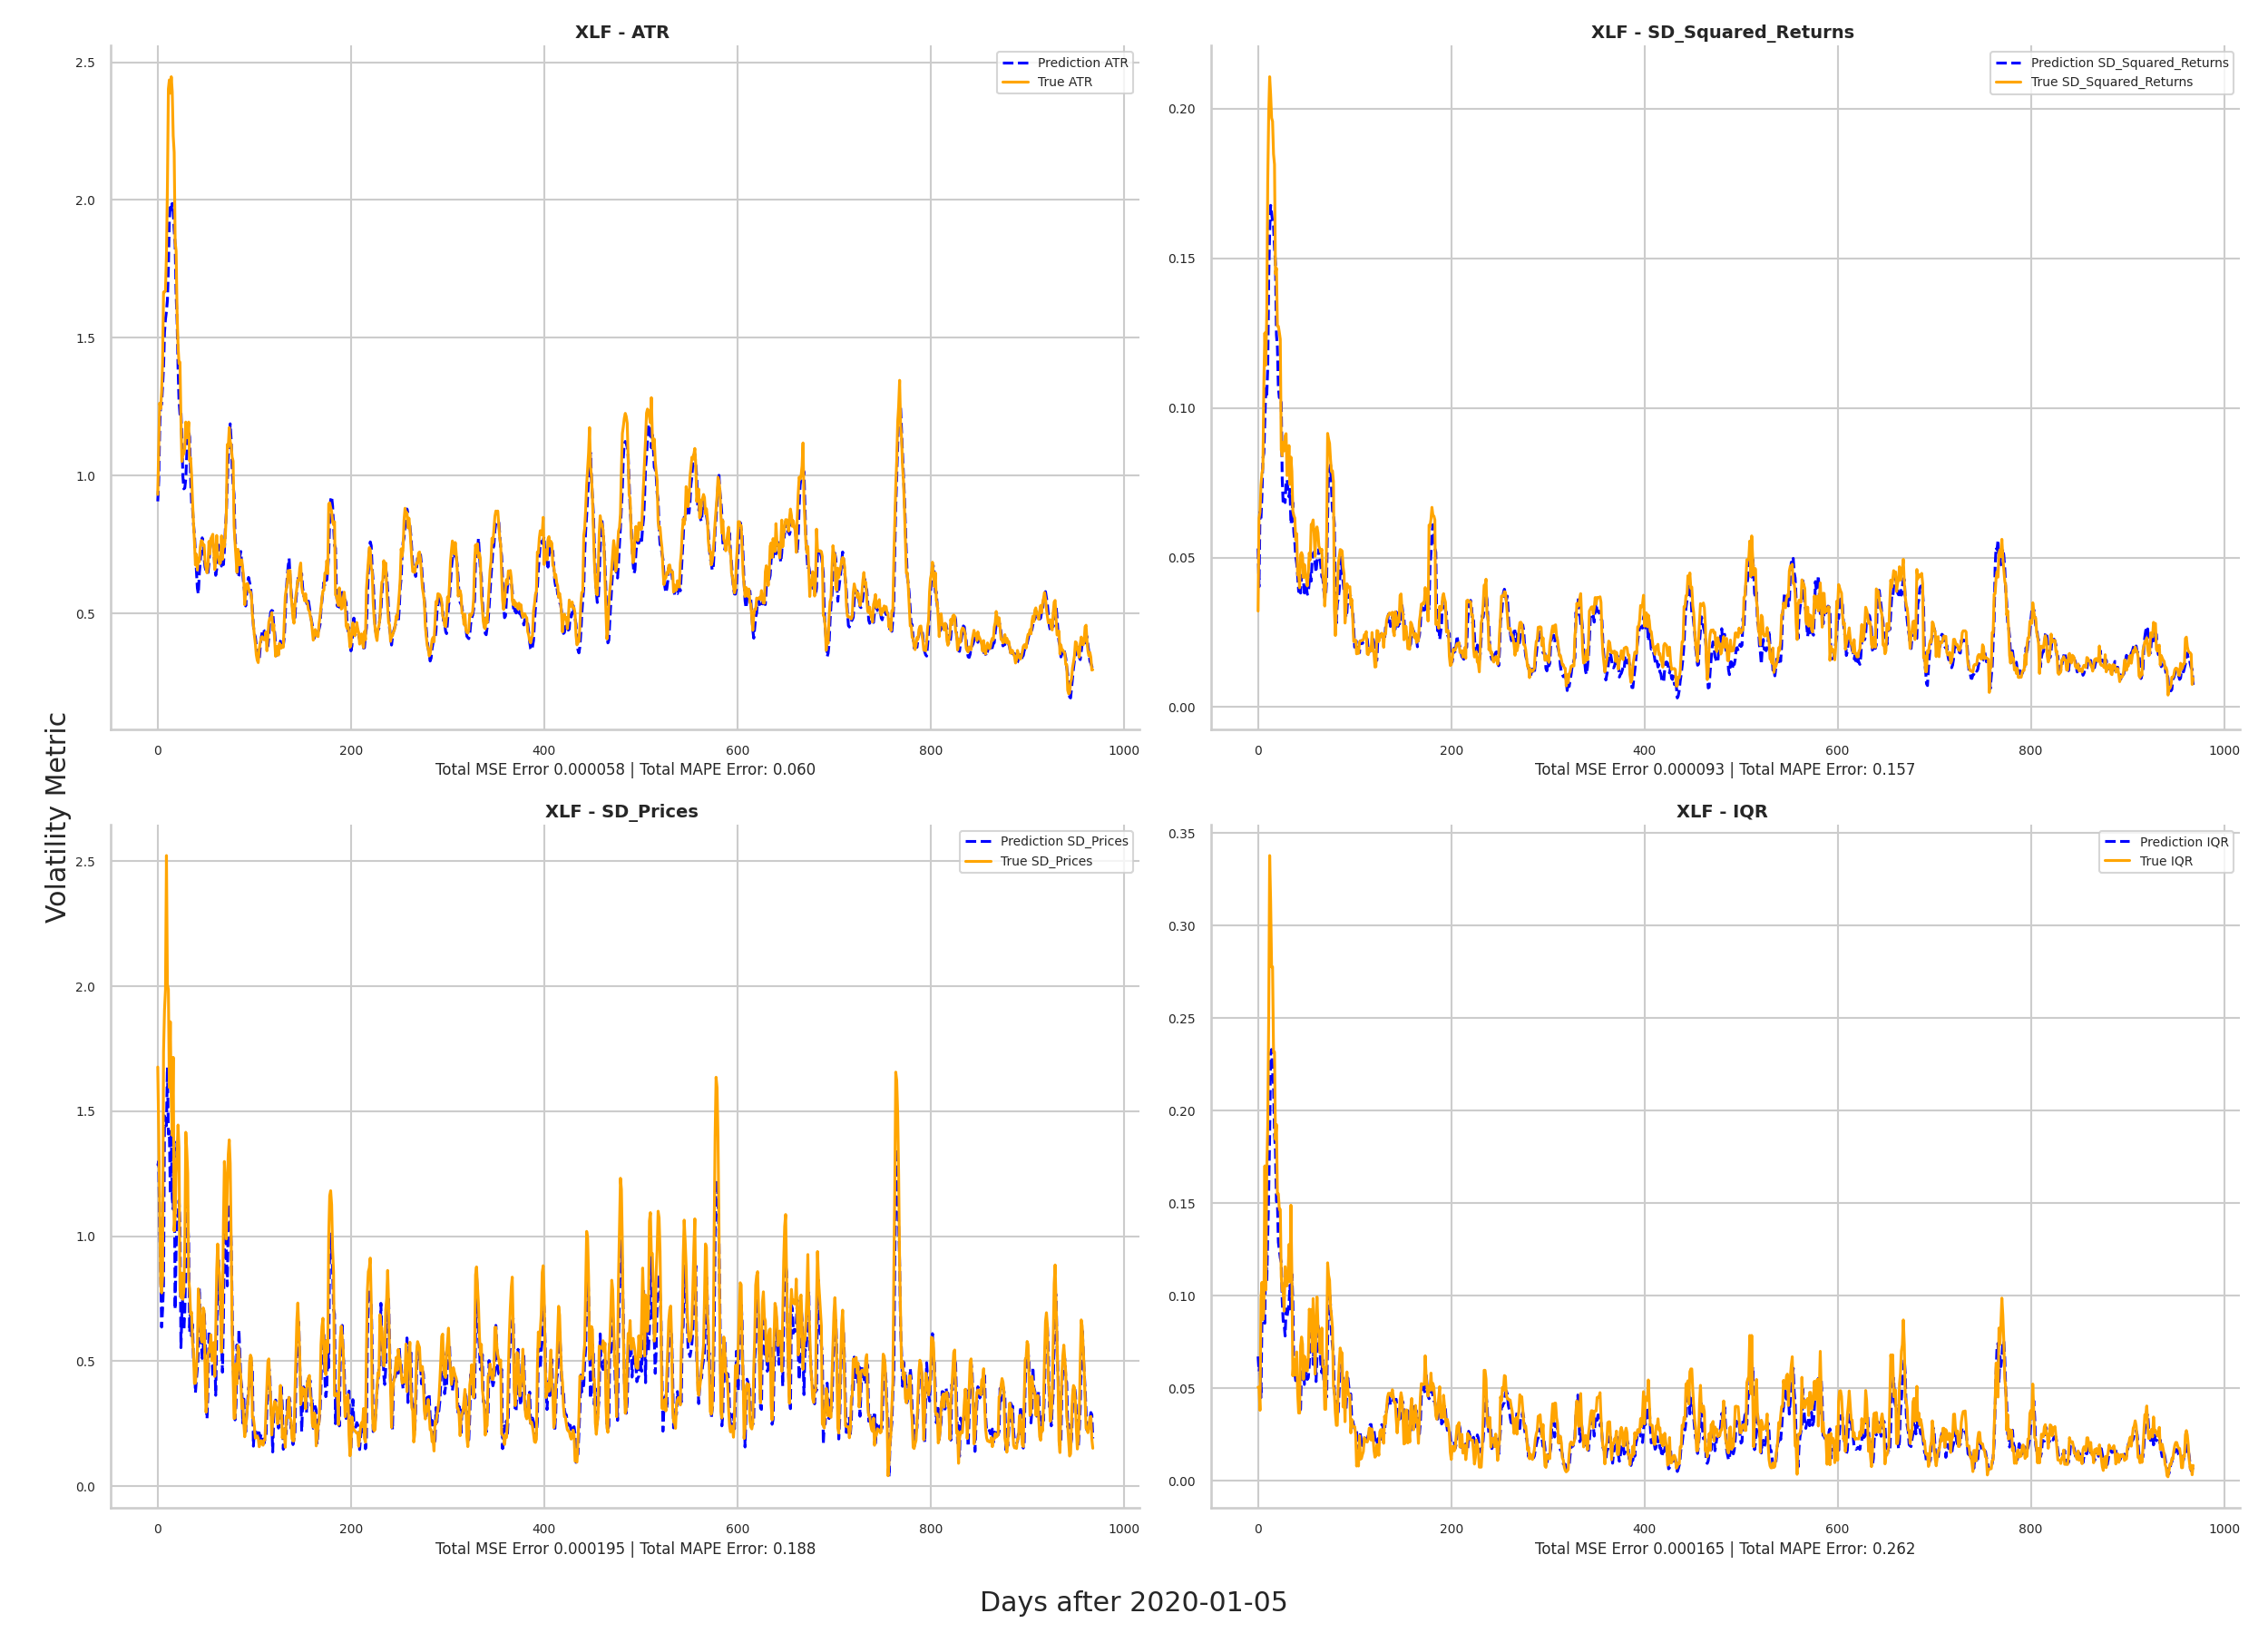 XLF - ATR
2.5
2.0
1.5
1.0
0.5
0
200
400
600
800
1000
Prediction ATR
True ATR
Total MSE Error 0.000058 | Total MAPE Error: 0.060
XLF - SD_Squared_Returns
0.20
0.15
0.10
0.05
0.00
0
200
400
600
800
1000
Prediction SD_Squared_Returns
True SD_Squared_Returns
Total MSE Error 0.000093 | Total MAPE Error: 0.157
Volatility Metric
XLF - SD_Prices
2.5
2.0
1.5
1.0
0.5
0.0
0
200
400
600
800
1000
Prediction SD_Prices
True SD_Prices
Total MSE Error 0.000195 | Total MAPE Error: 0.188
XLF - IQR
0.35
0.30
0.25
0.20
0.15
0.10
0.05
0.00
0
200
400
600
800
1000
Prediction IQR
True IQR
Total MSE Error 0.000165 | Total MAPE Error: 0.262
Days after 2020-01-05